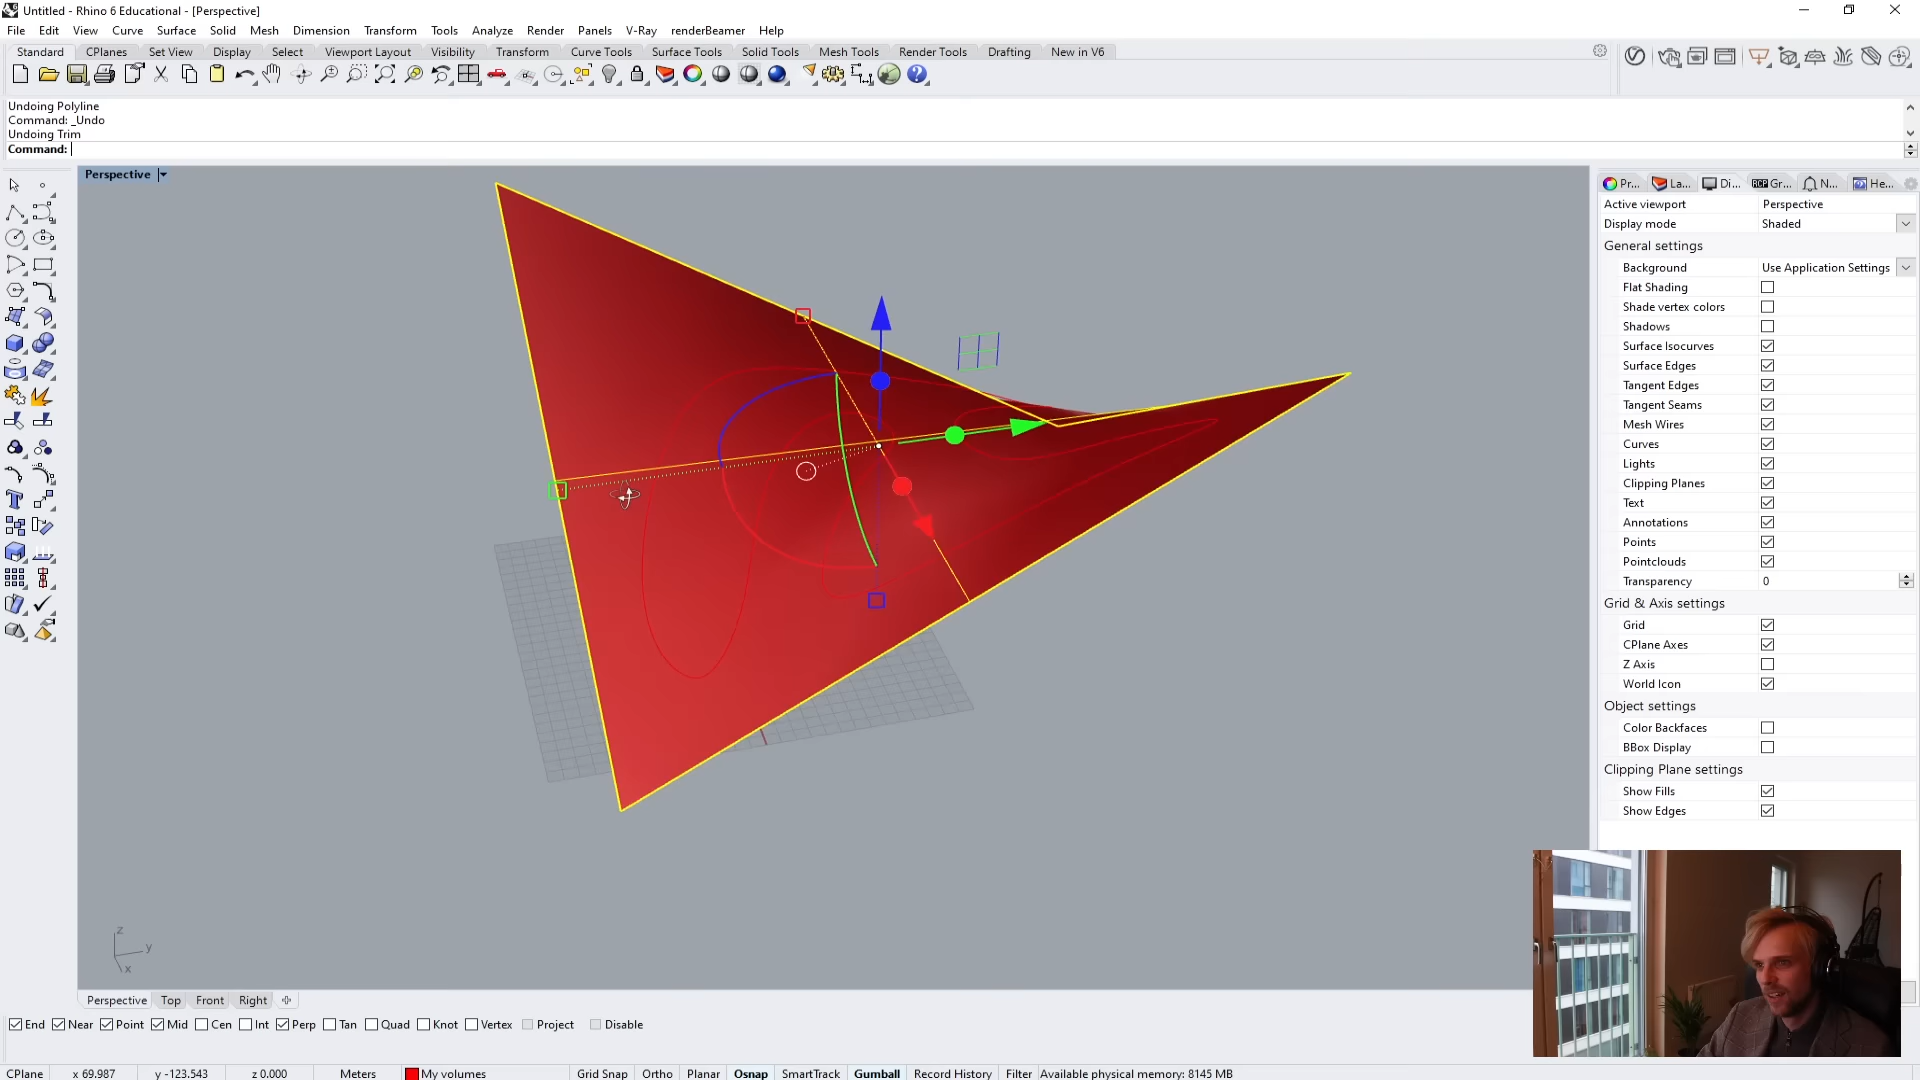 Untitled - Rhino 6 Educational - [Perspective]
File Edit View Curve Surface Solid Mesh Dimension Transform Tools Analyze Render Panels V-Ray renderBeamer Help
Standard CPlanes Set View Display Select Viewport Layout Visibility Transform Curve Tools Surface Tools Solid Tools Mesh Tools Render Tools Drafting New in V6
Undoing Polyline
Command: _Undo
Undoing Trim
Command:
Perspective
Pr... La... Di... Gr... N... He...
Active viewport Perspective
Display mode Shaded
General settings
Background Use Application Settings
Flat Shading
Shade vertex colors
Shadows
Surface Isocurves
Surface Edges
Tangent Edges
Tangent Seams
Mesh Wires
Curves
Lights
Clipping Planes
Text
Annotations
Points
Pointclouds
Transparency 0
Grid & Axis settings
Grid
CPlane Axes
Z Axis
World Icon
Object settings
Color Backfaces
BBox Display
Clipping Plane settings
Show Fills
Show Edges
z
y
x
Perspective Top Front Right
End Near Point Mid Cen Int Perp Tan Quad Knot Vertex Project Disable
CPlane x 69.987 y -123.543 z 0.000 Meters My volumes Grid Snap Ortho Planar Osnap SmartTrack Gumball Record History Filter Available physical memory: 8145 MB